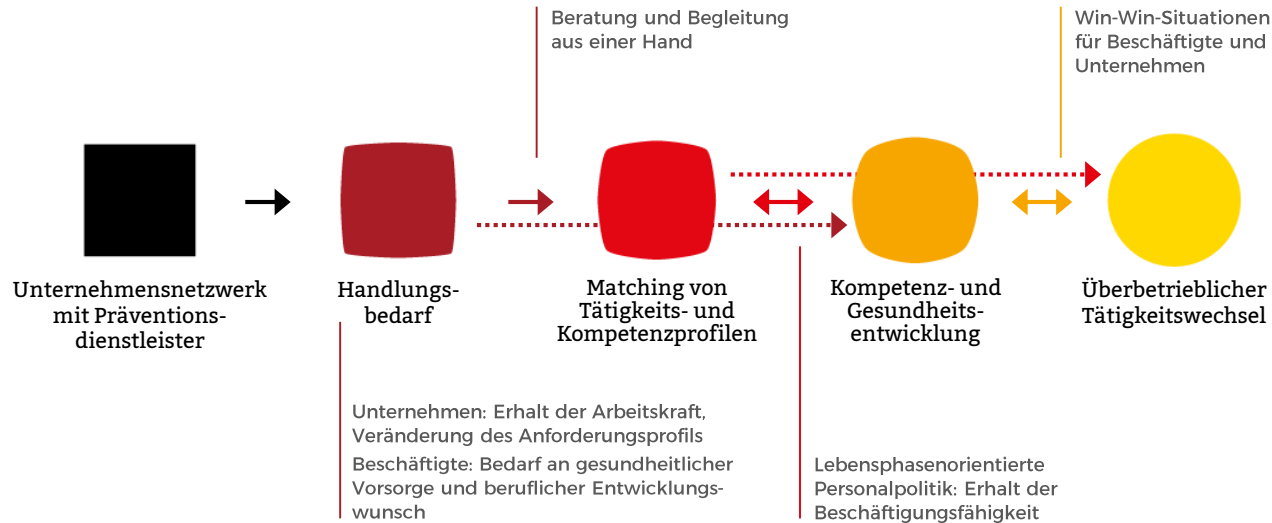 Beratung und Begleitung
aus einer Hand
Win-Win-Situationen
für Beschäftigte und
Unternehmen
Unternehmensnetzwerk
mit Präventions-
dienstleister
Handlungs-
bedarf
Matching von
Tätigkeits- und
Kompetenzprofilen
Kompetenz- und
Gesundheits-
entwicklung
Überbetrieblicher
Tätigkeitswechsel
Unternehmen: Erhalt der Arbeitskraft,
Veränderung des Anforderungsprofils
Beschäftigte: Bedarf an gesundheitlicher
Vorsorge und beruflicher Entwicklungs-
wunsch
Lebensphasenorientierte
Personalpolitik: Erhalt der
Beschäftigungsfähigkeit